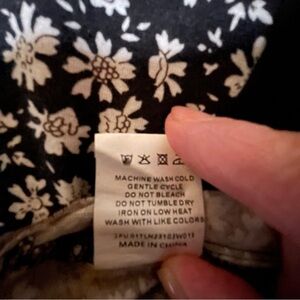 MACHINE WASH COLD
GENTLE CYCLE
DO NOT BLEACH
DO NOT TUMBLE DRY
IRON ON LOW HEAT
WASH WITH LIKE COLORS
MADE IN CHINA